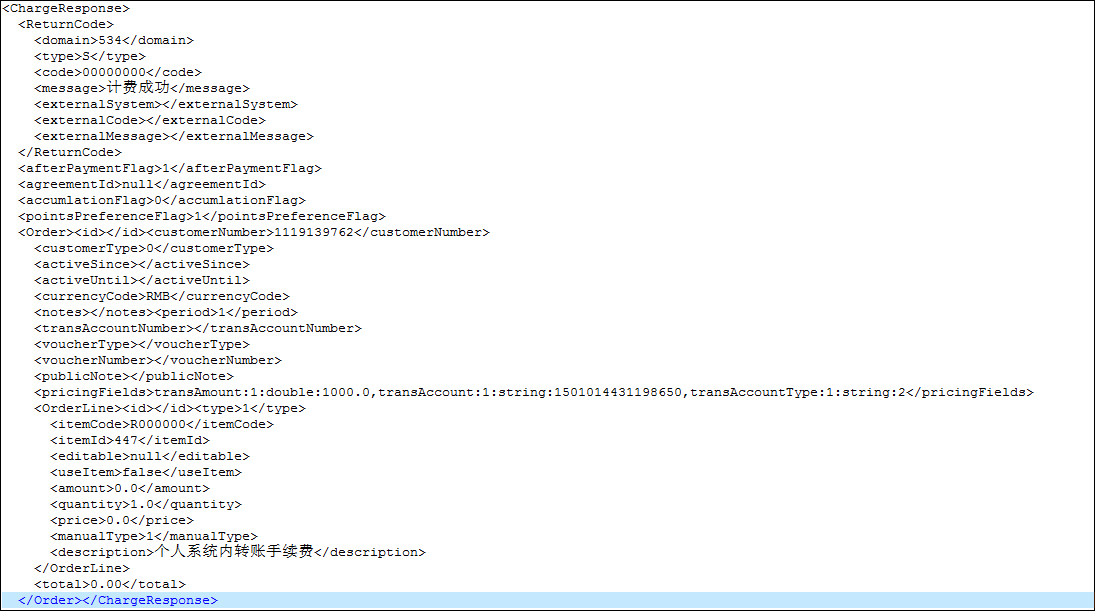 <ChargeResponse>
<ReturnCode>
<domain>534</domain>
<type>S</type>
<code>00000000</code>
<message>计费成功</message>
<externalSystem></externalSystem>
<externalCode></externalCode>
<externalMessage></externalMessage>
</ReturnCode>
<afterPaymentFlag>1</afterPaymentFlag>
<agreementId>null</agreementId>
<accumlationFlag>0</accumlationFlag>
<pointsPreferenceFlag>1</pointsPreferenceFlag>
<Order><id></id><customerNumber>1119139762</customerNumber>
<customerType>0</customerType>
<activeSince></activeSince>
<activeUntil></activeUntil>
<currencyCode>RMB</currencyCode>
<notes></notes><period>1</period>
<transAccountNumber></transAccountNumber>
<voucherType></voucherType>
<voucherNumber></voucherNumber>
<publicNote></publicNote>
<pricingFields>transAmount:1:double:1000.0,transAccount:1:string:1501014431198650,transAccountType:1:string:2</pricingFields>
<OrderLine><id></id><type>1</type>
<itemCode>R000000</itemCode>
<itemId>447</itemId>
<editable>null</editable>
<useItem>false</useItem>
<amount>0.0</amount>
<quantity>1.0</quantity>
<price>0.0</price>
<manualType>1</manualType>
<description>个人系统内转账手续费</description>
</OrderLine>
<total>0.00</total>
</Order></ChargeResponse>